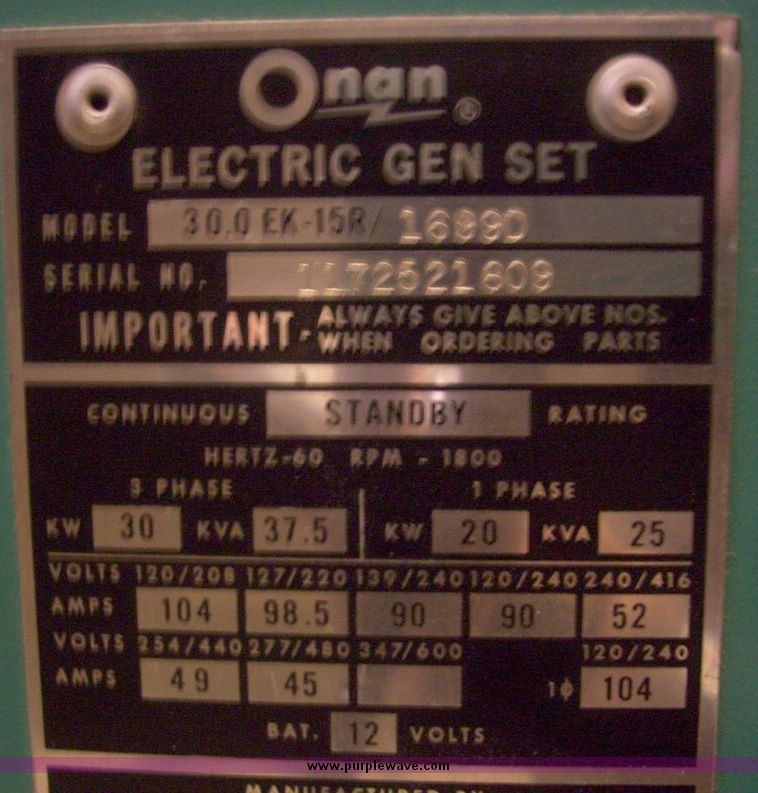 Onan ®
ELECTRIC GEN SET
MODEL 30.0 EK-15R/ 1699D
SERIAL NO. 1172521609
IMPORTANT- ALWAYS GIVE ABOVE NOS.
WHEN ORDERING PARTS
CONTINUOUS STANDBY RATING
HERTZ-60 RPM - 1800
3 PHASE 1 PHASE
KW 30 KVA 37.5 KW 20 KVA 25
VOLTS 120/208 127/220 139/240 120/240 240/416
AMPS 104 98.5 90 90 52
VOLTS 254/440 277/480 347/600 120/240
AMPS 49 45 1ϕ 104
BAT. 12 VOLTS
www.purplewave.com
MANUFACTURED BY